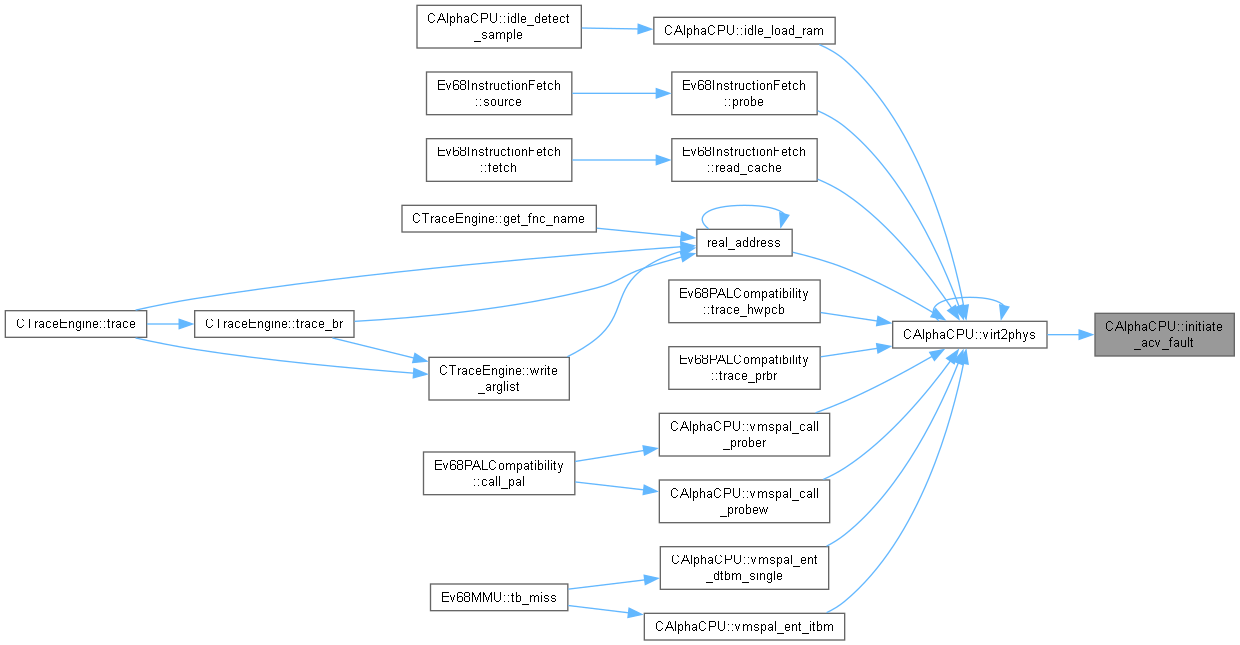 CAlphaCPU::idle_detect
_sample
CAlphaCPU::idle_load_ram
Ev68InstructionFetch
::source
Ev68InstructionFetch
::probe
Ev68InstructionFetch
::fetch
Ev68InstructionFetch
::read_cache
CTraceEngine::get_fnc_name
real_address
Ev68PALCompatibility
::trace_hwpcb
CTraceEngine::trace
CTraceEngine::trace_br
CAlphaCPU::virt2phys
CAlphaCPU::initiate
_acv_fault
Ev68PALCompatibility
::trace_prbr
CTraceEngine::write
_arglist
CAlphaCPU::vmspal_call
_prober
Ev68PALCompatibility
::call_pal
CAlphaCPU::vmspal_call
_probew
CAlphaCPU::vmspal_ent
_dtbm_single
Ev68MMU::tb_miss
CAlphaCPU::vmspal_ent_itbm